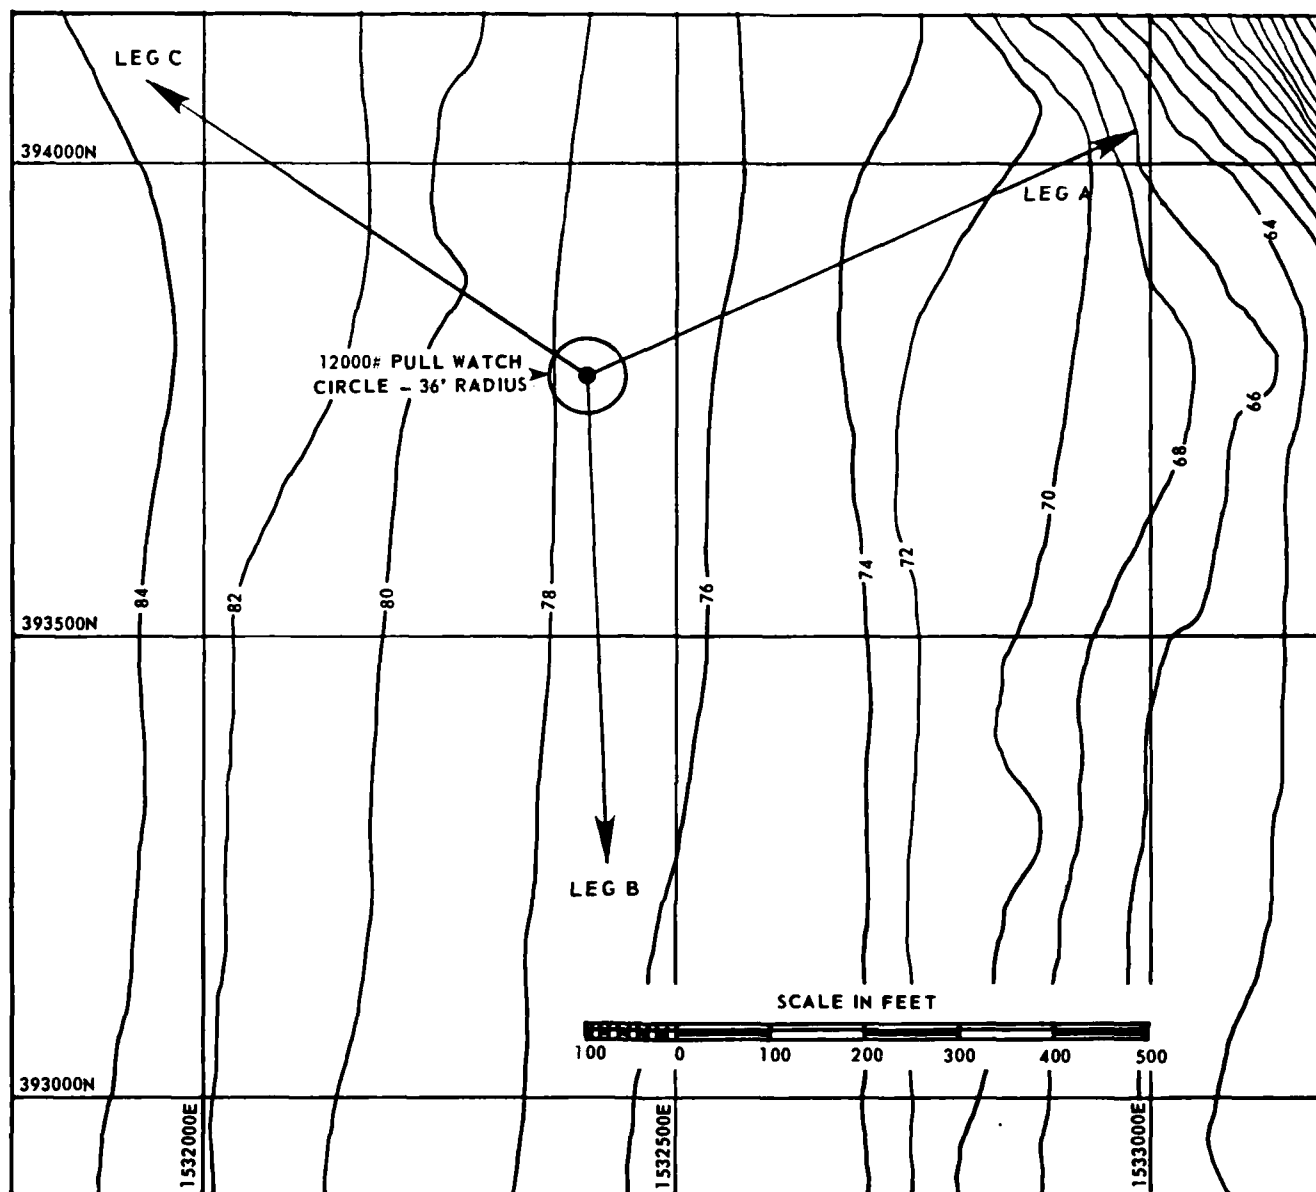 LEG C
394000N
LEG A
64
12000# PULL WATCH
CIRCLE - 36' RADIUS
66
68
70
72
74
76
78
80
82
84
393500N
LEG B
SCALE IN FEET
100 0 100 200 300 400 500
393000N
1532000E
1532500E
1533000E